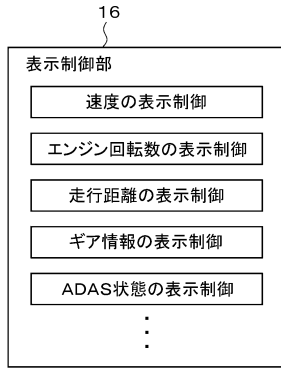 16
表示制御部
速度の表示制御
エンジン回転数の表示制御
走行距離の表示制御
ギア情報の表示制御
ADAS状態の表示制御